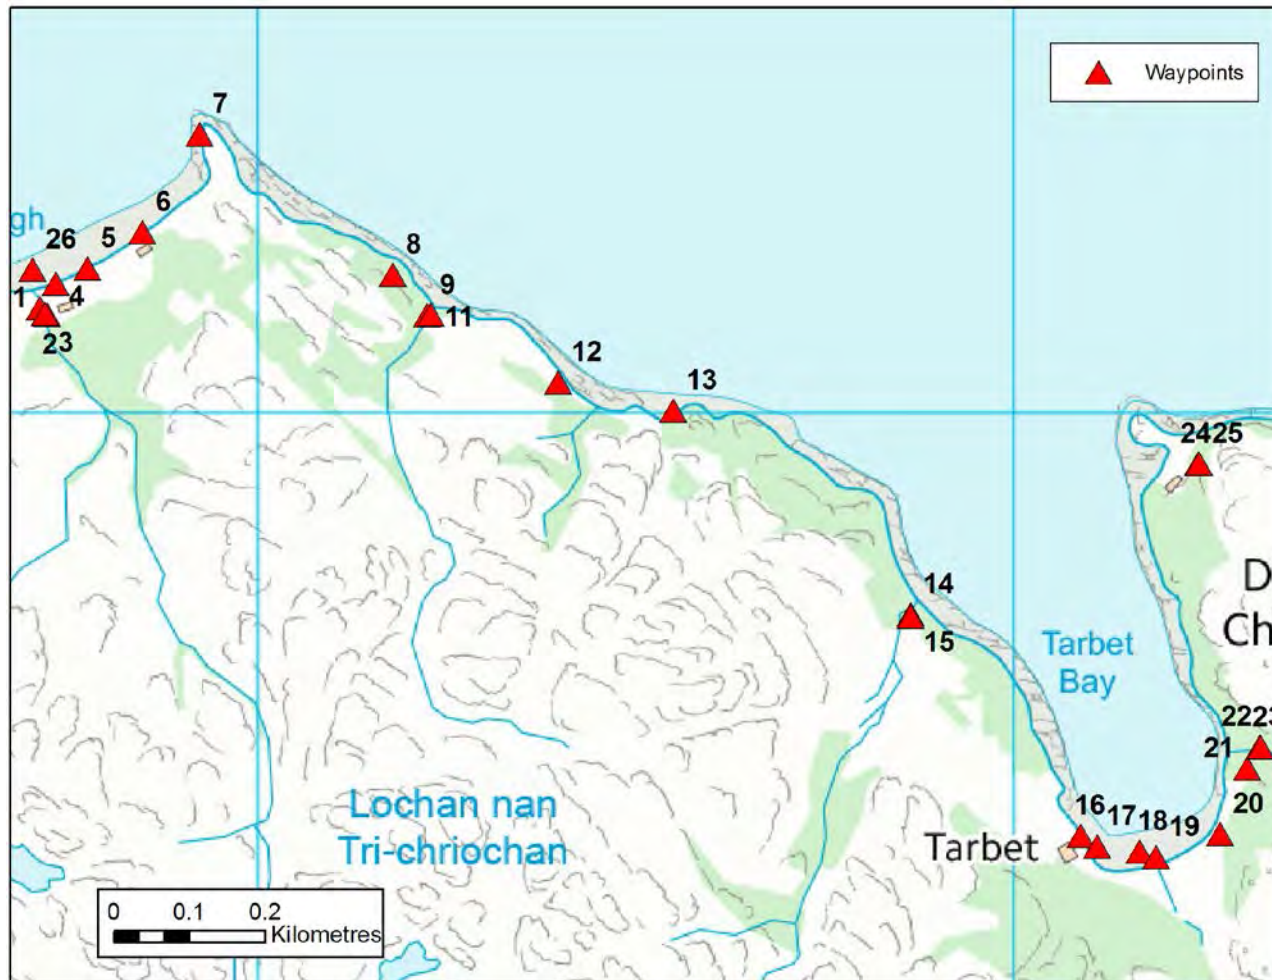 Waypoints
7
6
gh
26
5
8
1
4
9
23
11
12
13
2425
14
15
Tarbet
Bay
D
Ch
2223
21
Lochan nan
Tri-chriochan
16
17
18
19
20
Tarbet
0
0.1
0.2
Kilometres